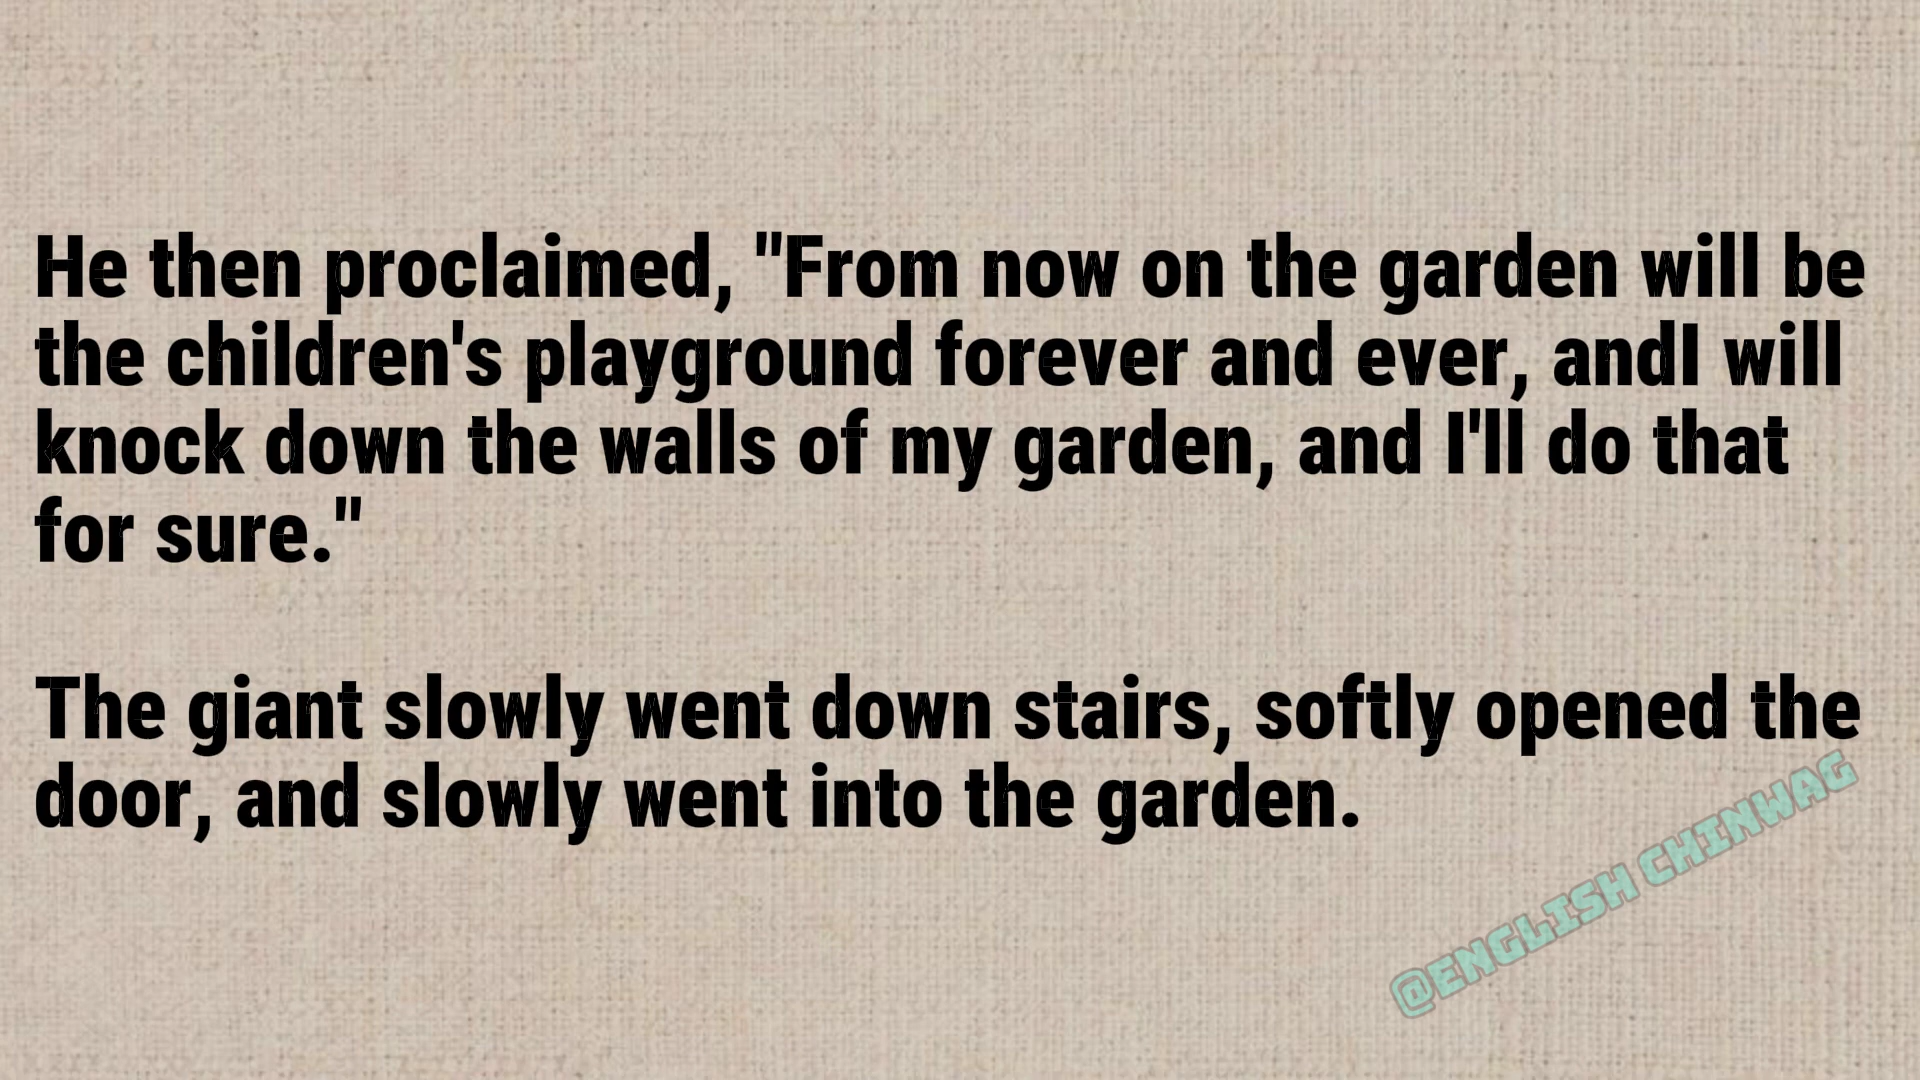 He then proclaimed, "From now on the garden will be
the children's playground forever and ever, andI will
knock down the walls of my garden, and I'll do that
for sure."
The giant slowly went down stairs, softly opened the
door, and slowly went into the garden.
@ENGLISH CHINWAG